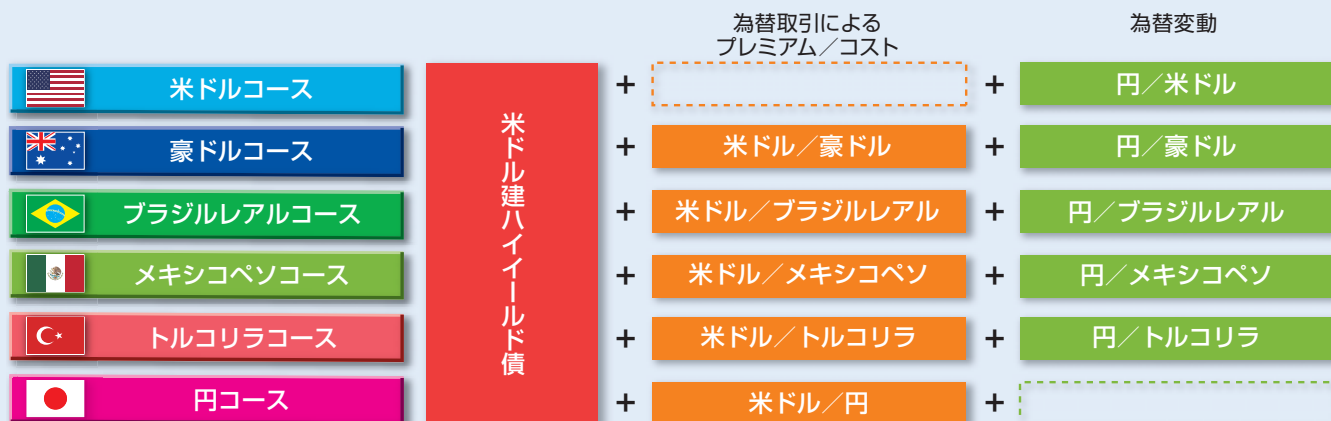 為替取引による
プレミアム／コスト
為替変動
米ドルコース
+
+
円／米ドル
豪ドルコース
+
米ドル／豪ドル
+
円／豪ドル
ブラジルレアルコース
+
米ドル／ブラジルレアル
+
円／ブラジルレアル
メキシコペソコース
+
米ドル／メキシコペソ
+
円／メキシコペソ
トルコリラコース
+
米ドル／トルコリラ
+
円／トルコリラ
円コース
+
米ドル／円
+
米ドル建ハイイールド債